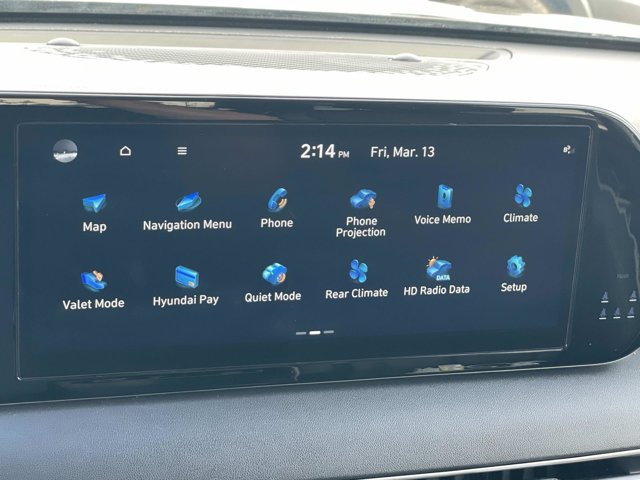 2:14 PM Fri, Mar. 13
Map
Navigation Menu
Phone
Phone
Projection
Voice Memo
Climate
Valet Mode
Hyundai Pay
Quiet Mode
Rear Climate
DATA
HD Radio Data
Setup